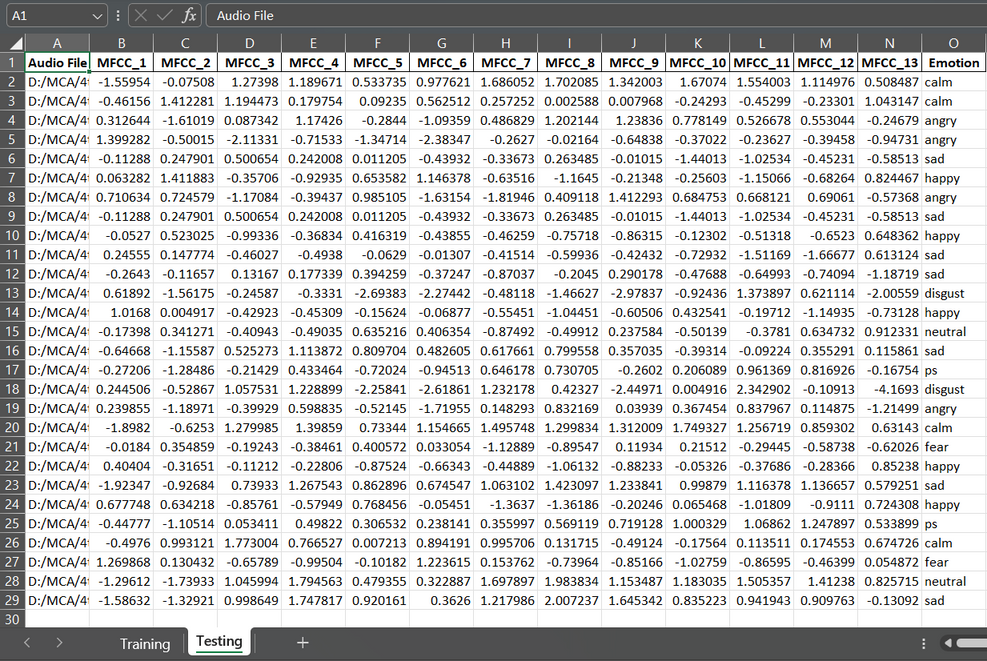 A1 fx Audio File
A B C D E F G H I J K L M N O
1 Audio File MFCC_1 MFCC_2 MFCC_3 MFCC_4 MFCC_5 MFCC_6 MFCC_7 MFCC_8 MFCC_9 MFCC_10 MFCC_11 MFCC_12 MFCC_13 Emotion
2 D:/MCA/4t -1.55954 -0.07508 1.27398 1.189671 0.533735 0.977621 1.686052 1.702085 1.342003 1.67074 1.554003 1.114976 0.508487 calm
3 D:/MCA/4t -0.46156 1.412281 1.194473 0.179754 0.09235 0.562512 0.257252 0.002588 0.007968 -0.24293 -0.45299 -0.23301 1.043147 calm
4 D:/MCA/4t 0.312644 -1.61019 0.087342 1.17426 -0.2844 -1.09359 0.486829 1.202144 1.23836 0.778149 0.526678 0.553044 -0.24679 angry
5 D:/MCA/4t 1.399282 -0.50015 -2.11331 -0.71533 -1.34714 -2.38347 -0.2627 -0.02164 -0.64838 -0.37022 -0.23627 -0.39458 -0.94731 angry
6 D:/MCA/4t -0.11288 0.247901 0.500654 0.242008 0.011205 -0.43932 -0.33673 0.263485 -0.01015 -1.44013 -1.02534 -0.45231 -0.58513 sad
7 D:/MCA/4t 0.063282 1.411883 -0.35706 -0.92935 0.653582 1.146378 -0.63516 -1.1645 -0.21348 -0.25603 -1.15066 -0.68264 0.824467 happy
8 D:/MCA/4t 0.710634 0.724579 -1.17084 -0.39437 0.985105 -1.63154 -1.81946 0.409118 1.412293 0.684753 0.668121 0.69061 -0.57368 angry
9 D:/MCA/4t -0.11288 0.247901 0.500654 0.242008 0.011205 -0.43932 -0.33673 0.263485 -0.01015 -1.44013 -1.02534 -0.45231 -0.58513 sad
10 D:/MCA/4t -0.0527 0.523025 -0.99336 -0.36834 0.416319 -0.43855 -0.46259 -0.75718 -0.86315 -0.12302 -0.51318 -0.6523 0.648362 happy
11 D:/MCA/4t 0.24555 0.147774 -0.46027 -0.4938 -0.0629 -0.01307 -0.41514 -0.59936 -0.42432 -0.72932 -1.51169 -1.66677 0.613124 sad
12 D:/MCA/4t -0.2643 -0.11657 0.13167 0.177339 0.394259 -0.37247 -0.87037 -0.2045 0.290178 -0.47688 -0.64993 -0.74094 -1.18719 sad
13 D:/MCA/4t 0.61892 -1.56175 -0.24587 -0.3331 -2.69383 -2.27442 -0.48118 -1.46627 -2.97837 -0.92436 1.373897 0.621114 -2.00559 disgust
14 D:/MCA/4t 1.0168 0.004917 -0.42923 -0.45309 -0.15624 -0.06877 -0.55451 -1.04451 -0.60506 0.432541 -0.19712 -1.14935 -0.73128 happy
15 D:/MCA/4t -0.17398 0.341271 -0.40943 -0.49035 0.635216 0.406354 -0.87492 -0.49912 0.237584 -0.50139 -0.3781 0.634732 0.912331 neutral
16 D:/MCA/4t -0.64668 -1.15587 0.525273 1.113872 0.809704 0.482605 0.617661 0.799558 0.357035 -0.39314 -0.09224 0.355291 0.115861 sad
17 D:/MCA/4t -0.27206 -1.28486 -0.21429 0.433464 -0.72024 -0.94513 0.646178 0.730705 -0.2602 0.206089 0.961369 0.816926 -0.16754 ps
18 D:/MCA/4t 0.244506 -0.52867 1.057531 1.228899 -2.25841 -2.61861 1.232178 0.42327 -2.44971 0.004916 2.342902 -0.10913 -4.1693 disgust
19 D:/MCA/4t 0.239855 -1.18971 -0.39929 0.598835 -0.52145 -1.71955 0.148293 0.832169 0.03939 0.367454 0.837967 0.114875 -1.21499 angry
20 D:/MCA/4t -1.8982 -0.6253 1.279985 1.39859 0.73344 1.154665 1.495748 1.299834 1.312009 1.749327 1.256719 0.859302 0.63143 calm
21 D:/MCA/4t -0.0184 0.354859 -0.19243 -0.38461 0.400572 0.033054 -1.12889 -0.89547 0.11934 0.21512 -0.29445 -0.58738 -0.62026 fear
22 D:/MCA/4t 0.40404 -0.31651 -0.11212 -0.22806 -0.87524 -0.66343 -0.44889 -1.06132 -0.88233 -0.05326 -0.37686 -0.28366 0.85238 happy
23 D:/MCA/4t -1.92347 -0.92684 0.73933 1.267543 0.862896 0.674547 1.063102 1.423097 1.233841 0.99879 1.116378 1.136657 0.579251 sad
24 D:/MCA/4t 0.677748 0.634218 -0.85761 -0.57949 0.768456 -0.05451 -1.3637 -1.36186 -0.20246 0.065468 -1.01809 -0.9111 0.724308 happy
25 D:/MCA/4t -0.44777 -1.10514 0.053411 0.49822 0.306532 0.238141 0.355997 0.569119 0.719128 1.000329 1.06862 1.247897 0.533899 ps
26 D:/MCA/4t -0.4976 0.993121 1.773004 0.766527 0.007213 0.894191 0.995706 0.131715 -0.49124 -0.17564 0.113511 0.174553 0.674726 calm
27 D:/MCA/4t 1.269868 0.130432 -0.65789 -0.99504 -0.10182 1.223615 0.153762 -0.73964 -0.85166 -1.02759 -0.86595 -0.46399 0.054872 fear
28 D:/MCA/4t -1.29612 -1.73933 1.045994 1.794563 0.479355 0.322887 1.697897 1.983834 1.153487 1.183035 1.505357 1.41238 0.825715 neutral
29 D:/MCA/4t -1.58632 -1.32921 0.998649 1.747817 0.920161 0.3626 1.217986 2.007237 1.645342 0.835223 0.941943 0.909763 -0.13092 sad
30
Training Testing